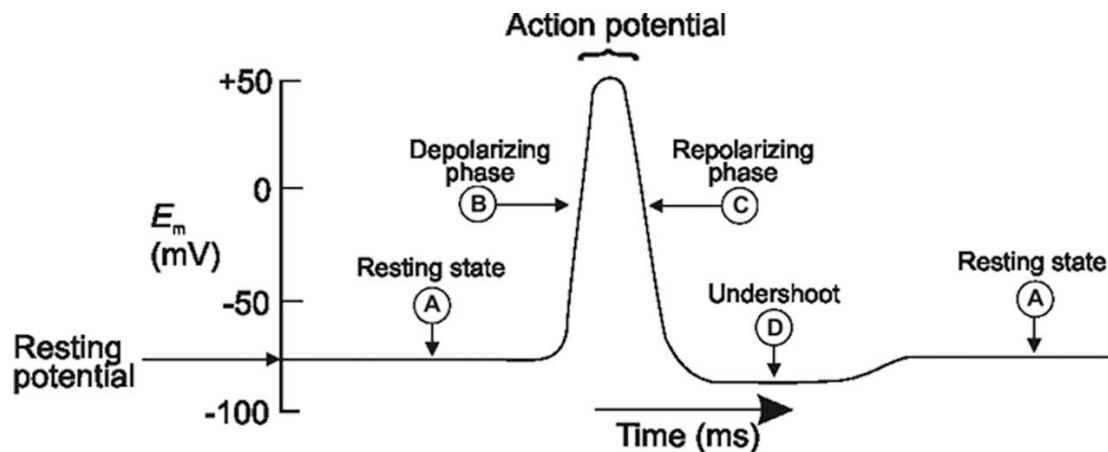 Action potential
+50
Depolarizing
phase
B
Repolarizing
phase
C
0
Em
(mV)
Resting state
A
-50
Undershoot
D
Resting state
A
Resting
potential
-100
Time (ms)